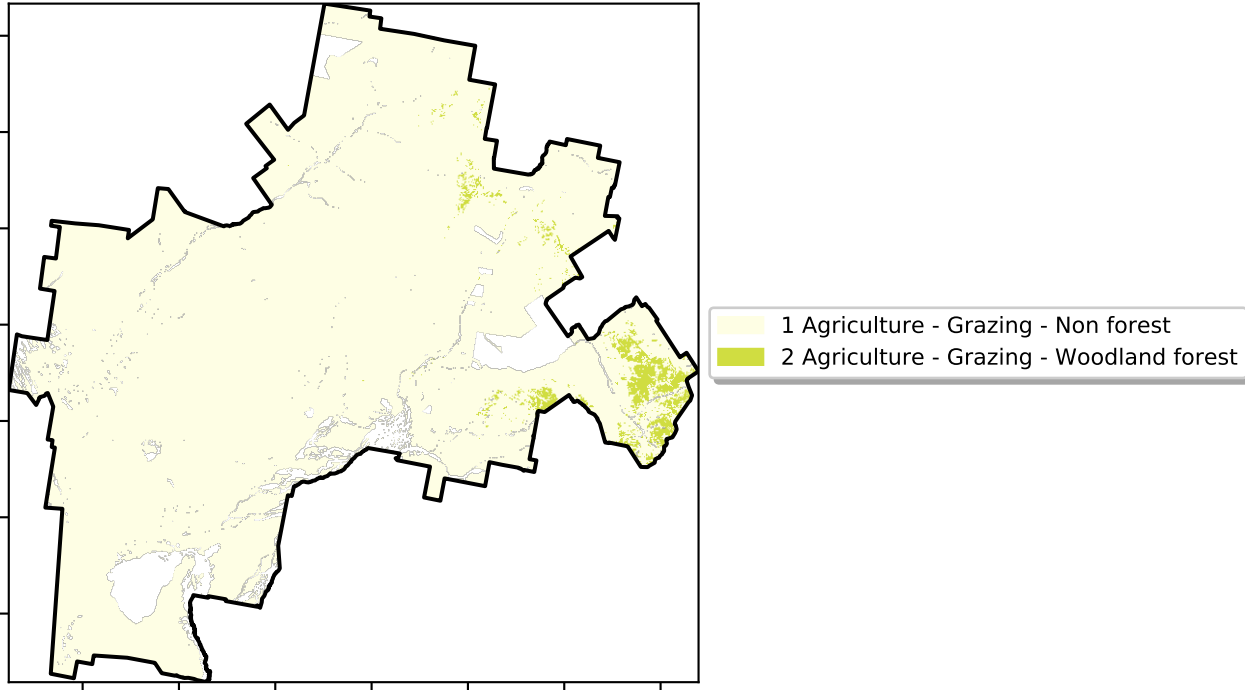 1 Agriculture - Grazing - Non forest
2 Agriculture - Grazing - Woodland forest